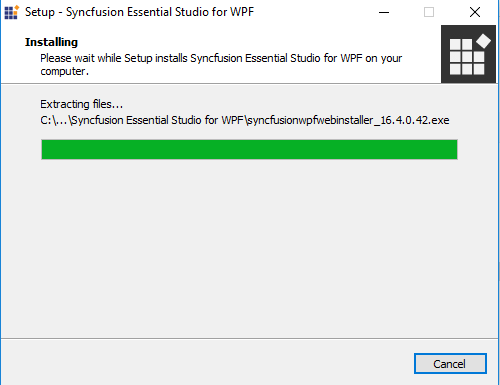 Setup - Syncfusion Essential Studio for WPF
Installing
Please wait while Setup installs Syncfusion Essential Studio for WPF on your
computer.
Extracting files...
C:\...\Syncfusion Essential Studio for WPF\syncfusionwpfwebinstaller_16.4.0.42.exe
Cancel